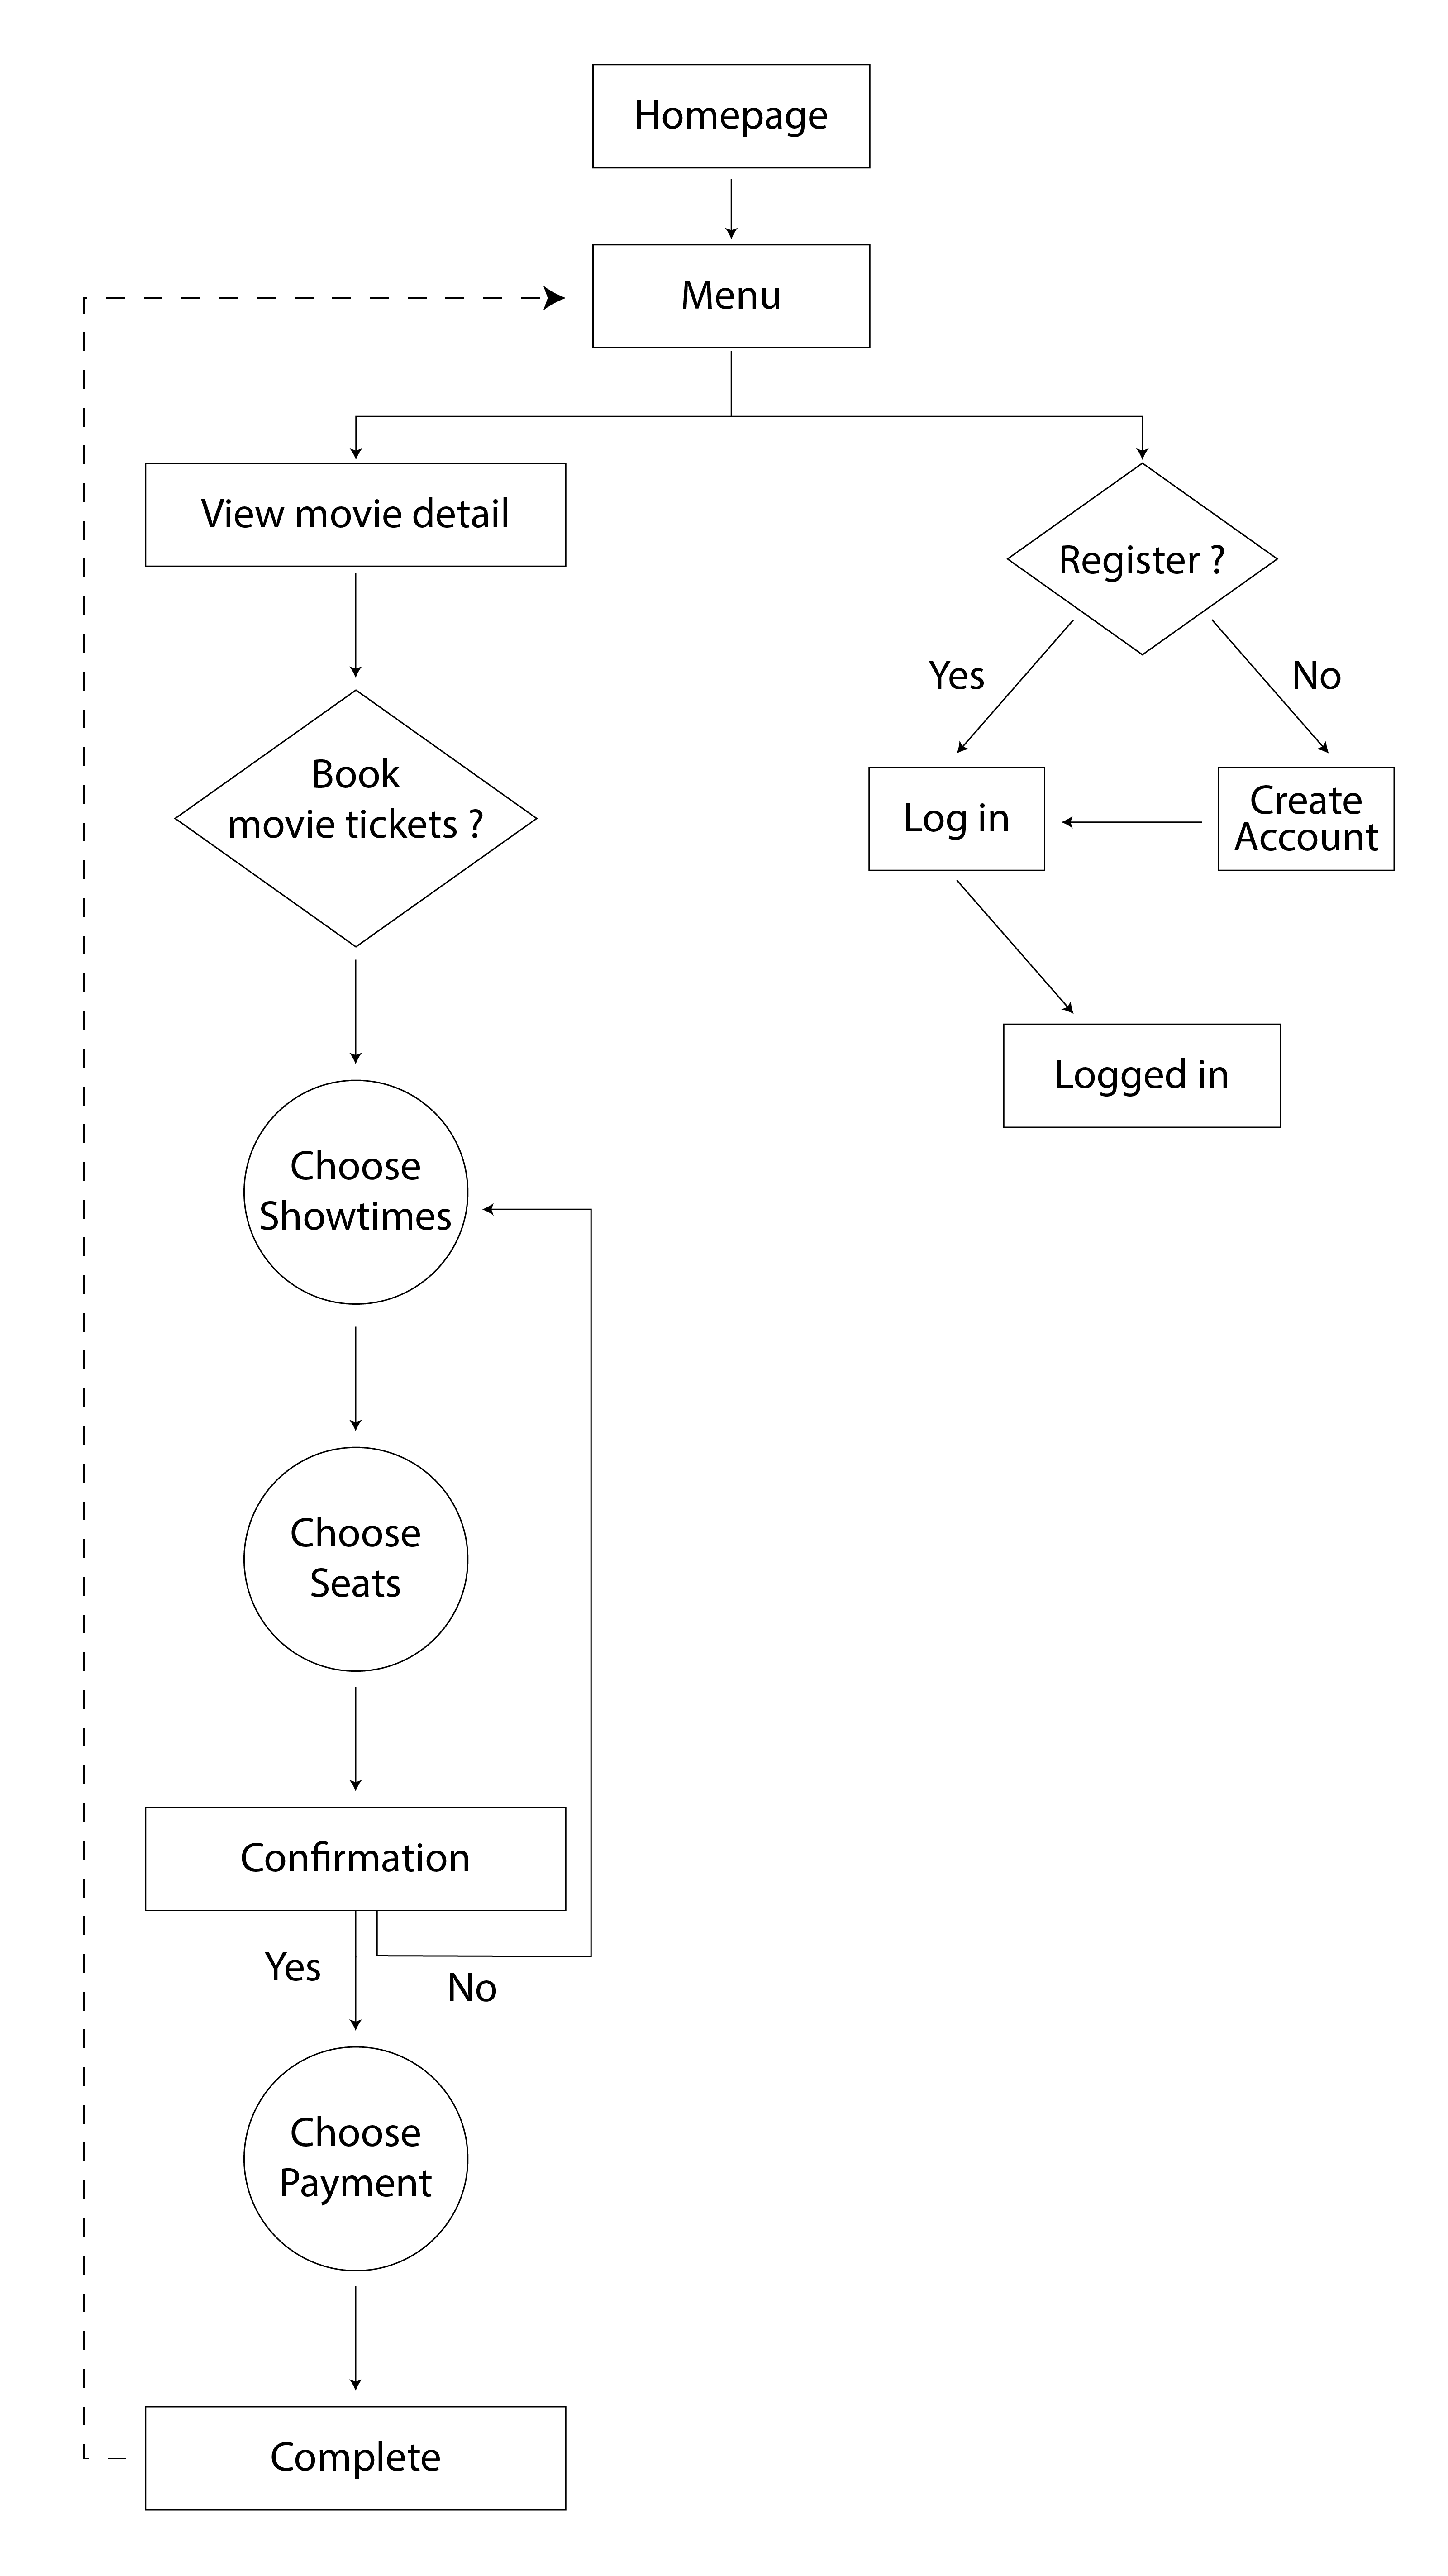 Homepage
Menu
View movie detail
Register ?
Yes
No
Book
movie tickets ?
Log in
Create
Account
Logged in
Choose
Showtimes
Choose
Seats
Confirmation
Yes
No
Choose
Payment
Complete